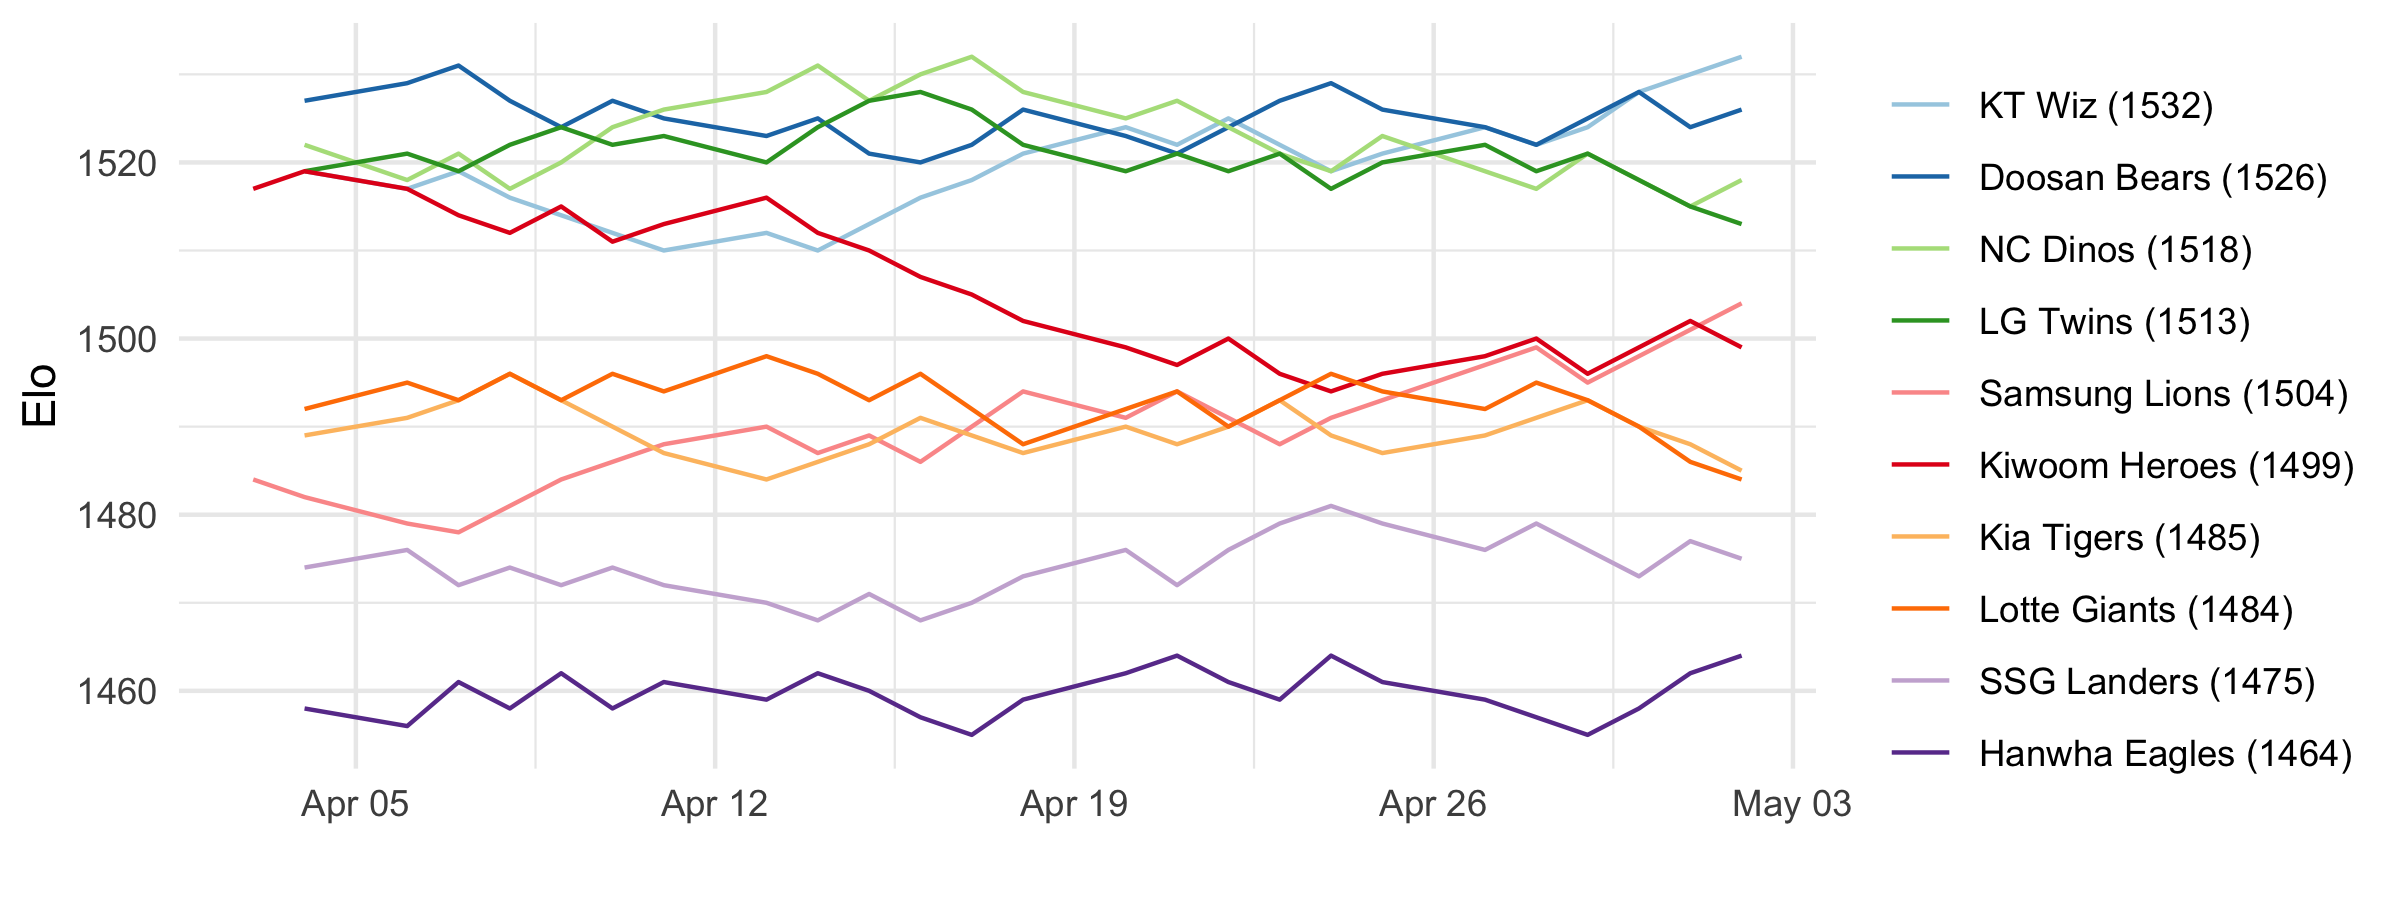 Elo
1520
1500
1480
1460
Apr 05
Apr 12
Apr 19
Apr 26
May 03
KT Wiz (1532)
Doosan Bears (1526)
NC Dinos (1518)
LG Twins (1513)
Samsung Lions (1504)
Kiwoom Heroes (1499)
Kia Tigers (1485)
Lotte Giants (1484)
SSG Landers (1475)
Hanwha Eagles (1464)